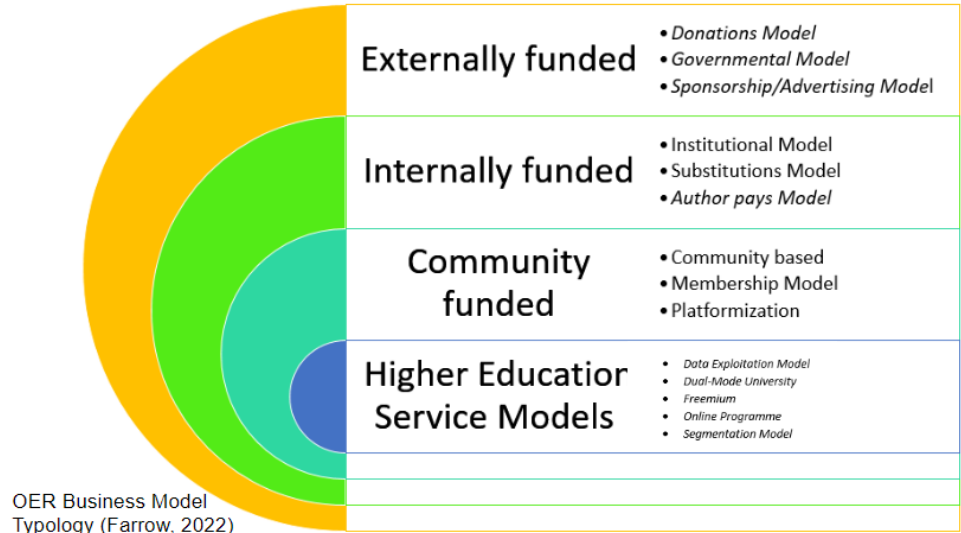 Externally funded
• Donations Model
• Governmental Model
• Sponsorship/Advertising Model
Internally funded
• Institutional Model
• Substitutions Model
• Author pays Model
Community
funded
• Community based
• Membership Model
• Platformization
Higher Education
Service Models
• Data Exploitation Model
• Dual-Mode University
• Freemium
• Online Programme
• Segmentation Model
OER Business Model
Typology (Farrow, 2022)